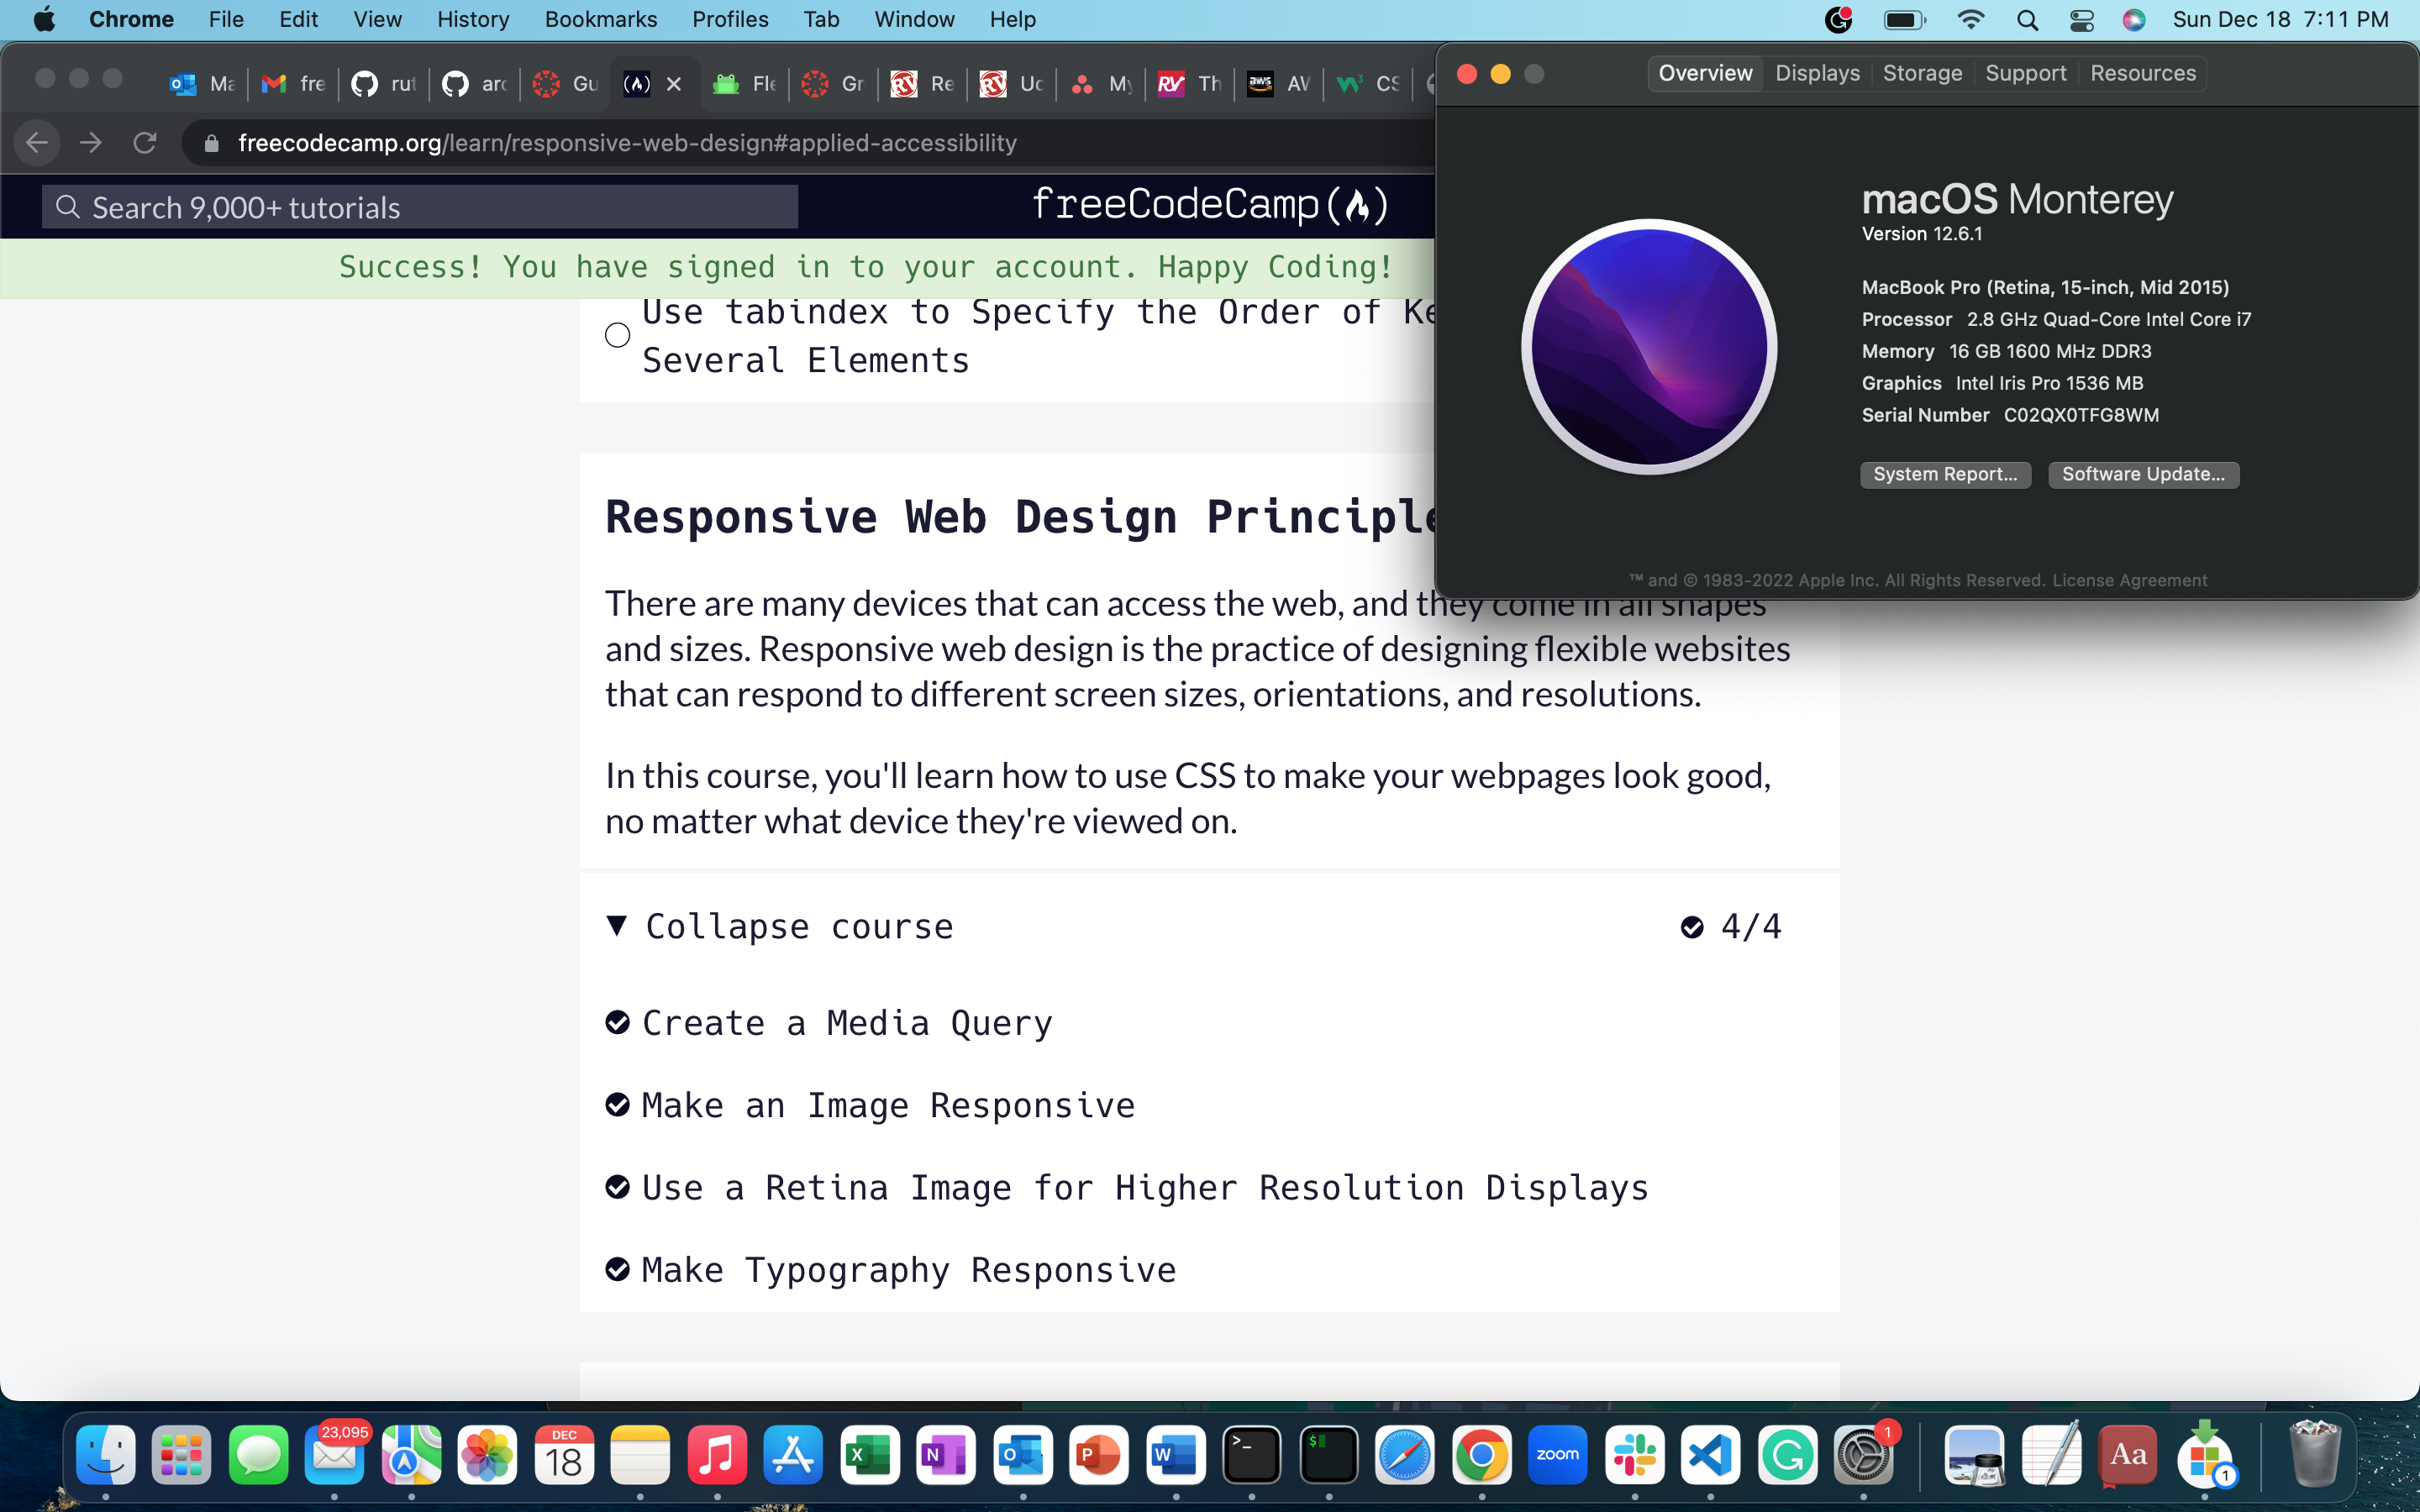 Chrome File Edit View History Bookmarks Profiles Tab Window Help Sun Dec 18 7:11 PM
Ma fre rut arc Gu Fle Gr Re Uc My Th AV CS
freecodecamp.org/learn/responsive-web-design#applied-accessibility
Search 9,000+ tutorials
freeCodeCamp
Success! You have signed in to your account. Happy Coding!
Use tabindex to Specify the Order of Ke
Several Elements
Responsive Web Design Principle
There are many devices that can access the web, and they come in all shapes
and sizes. Responsive web design is the practice of designing flexible websites
that can respond to different screen sizes, orientations, and resolutions.
In this course, you'll learn how to use CSS to make your webpages look good,
no matter what device they're viewed on.
Collapse course
4/4
Create a Media Query
Make an Image Responsive
Use a Retina Image for Higher Resolution Displays
Make Typography Responsive
Overview Displays Storage Support Resources
macOS Monterey
Version 12.6.1
MacBook Pro (Retina, 15-inch, Mid 2015)
Processor 2.8 GHz Quad-Core Intel Core i7
Memory 16 GB 1600 MHz DDR3
Graphics Intel Iris Pro 1536 MB
Serial Number C02QX0TFG8WM
System Report... Software Update...
™ and © 1983-2022 Apple Inc. All Rights Reserved. License Agreement
23,095
DEC
18
X N O P W
zoom
1
Aa
1